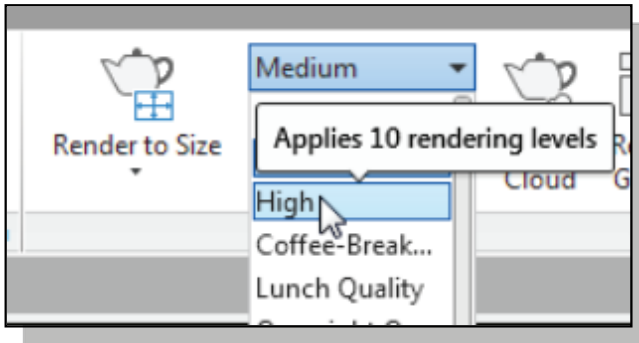 Medium
Render to Size
Applies 10 rendering levels
Cloud
High
Coffee-Break...
Lunch Quality